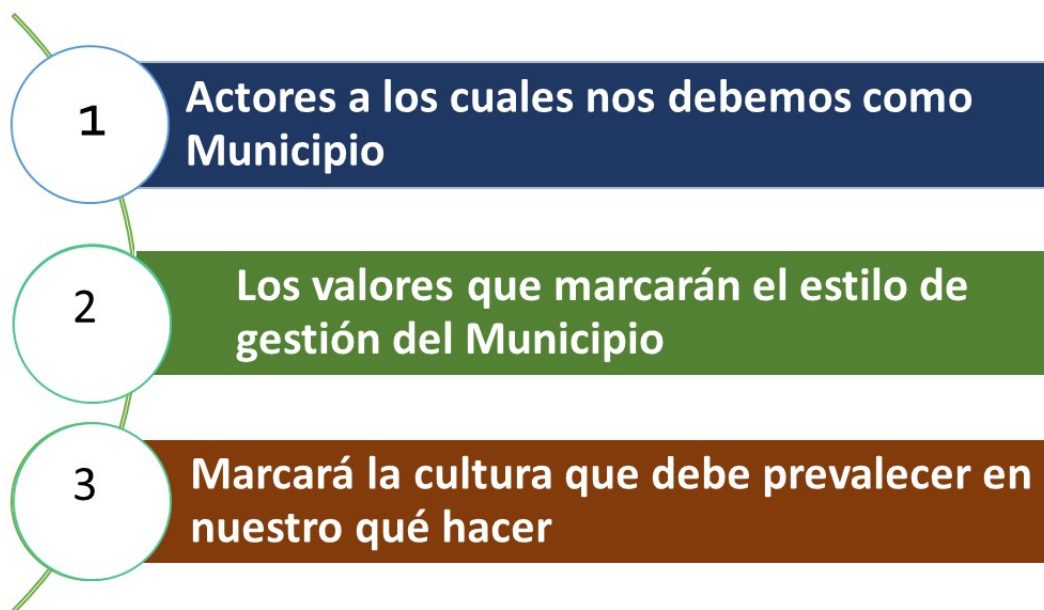 1
Actores a los cuales nos debemos como
Municipio
2
Los valores que marcarán el estilo de
gestión del Municipio
3
Marcará la cultura que debe prevalecer en
nuestro qué hacer